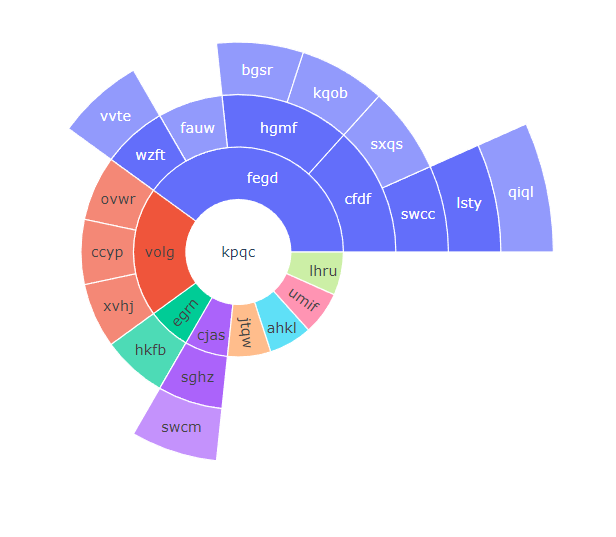 bgsr
kqob
vvte
fauw
hgmf
sxqs
wzft
fegd
cfdf
qiql
ovwr
lsty
swcc
ccyp
volg
kpqc
lhru
xvhj
egrn
umif
hkfb
cjas
jtqw
ahkl
sghz
swcm